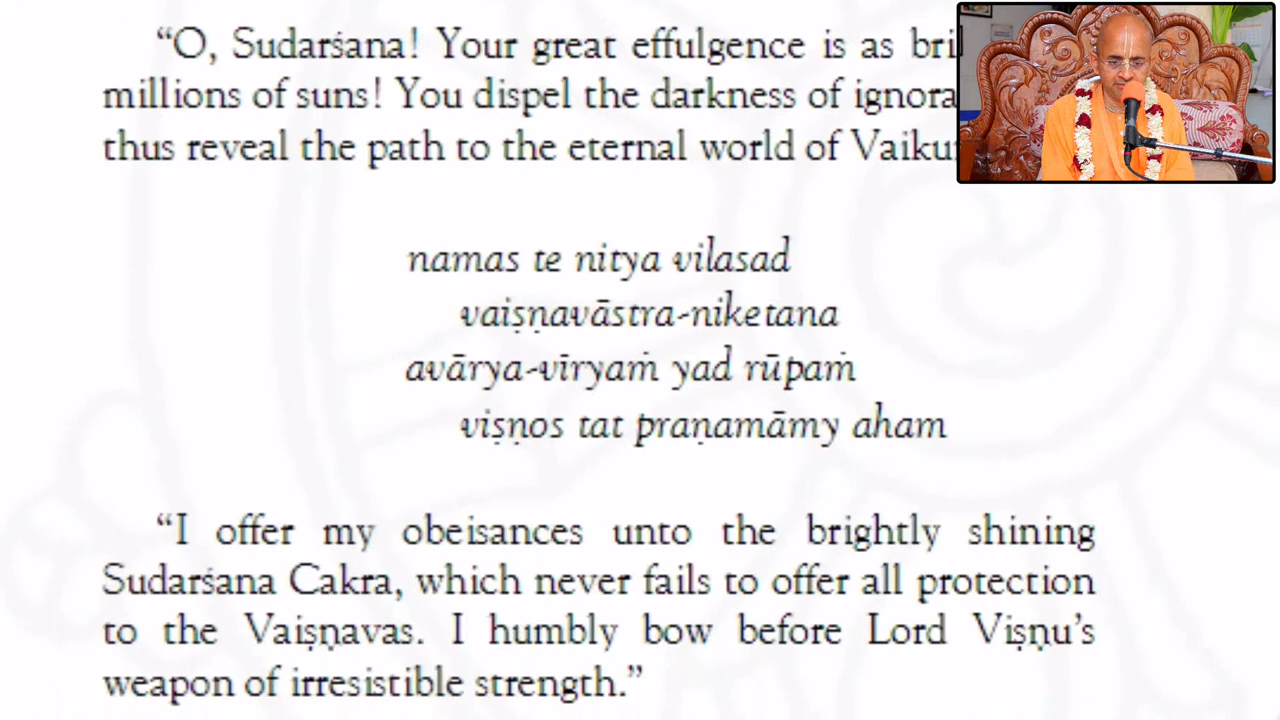 “O, Sudarśana! Your great effulgence is as
millions of suns! You dispel the darkness of
thus reveal the path to the eternal world of
namas te nitya vilasad
vaiṣṇavāstra-niketana
avārya-vīryaṁ yad rūpaṁ
viṣṇos tat praṇamāmy aham
“I offer my obeisances unto the brightly shining
Sudarśana Cakra, which never fails to offer all protection
to the Vaiṣṇavas. I humbly bow before Lord Viṣṇu’s
weapon of irresistible strength.”